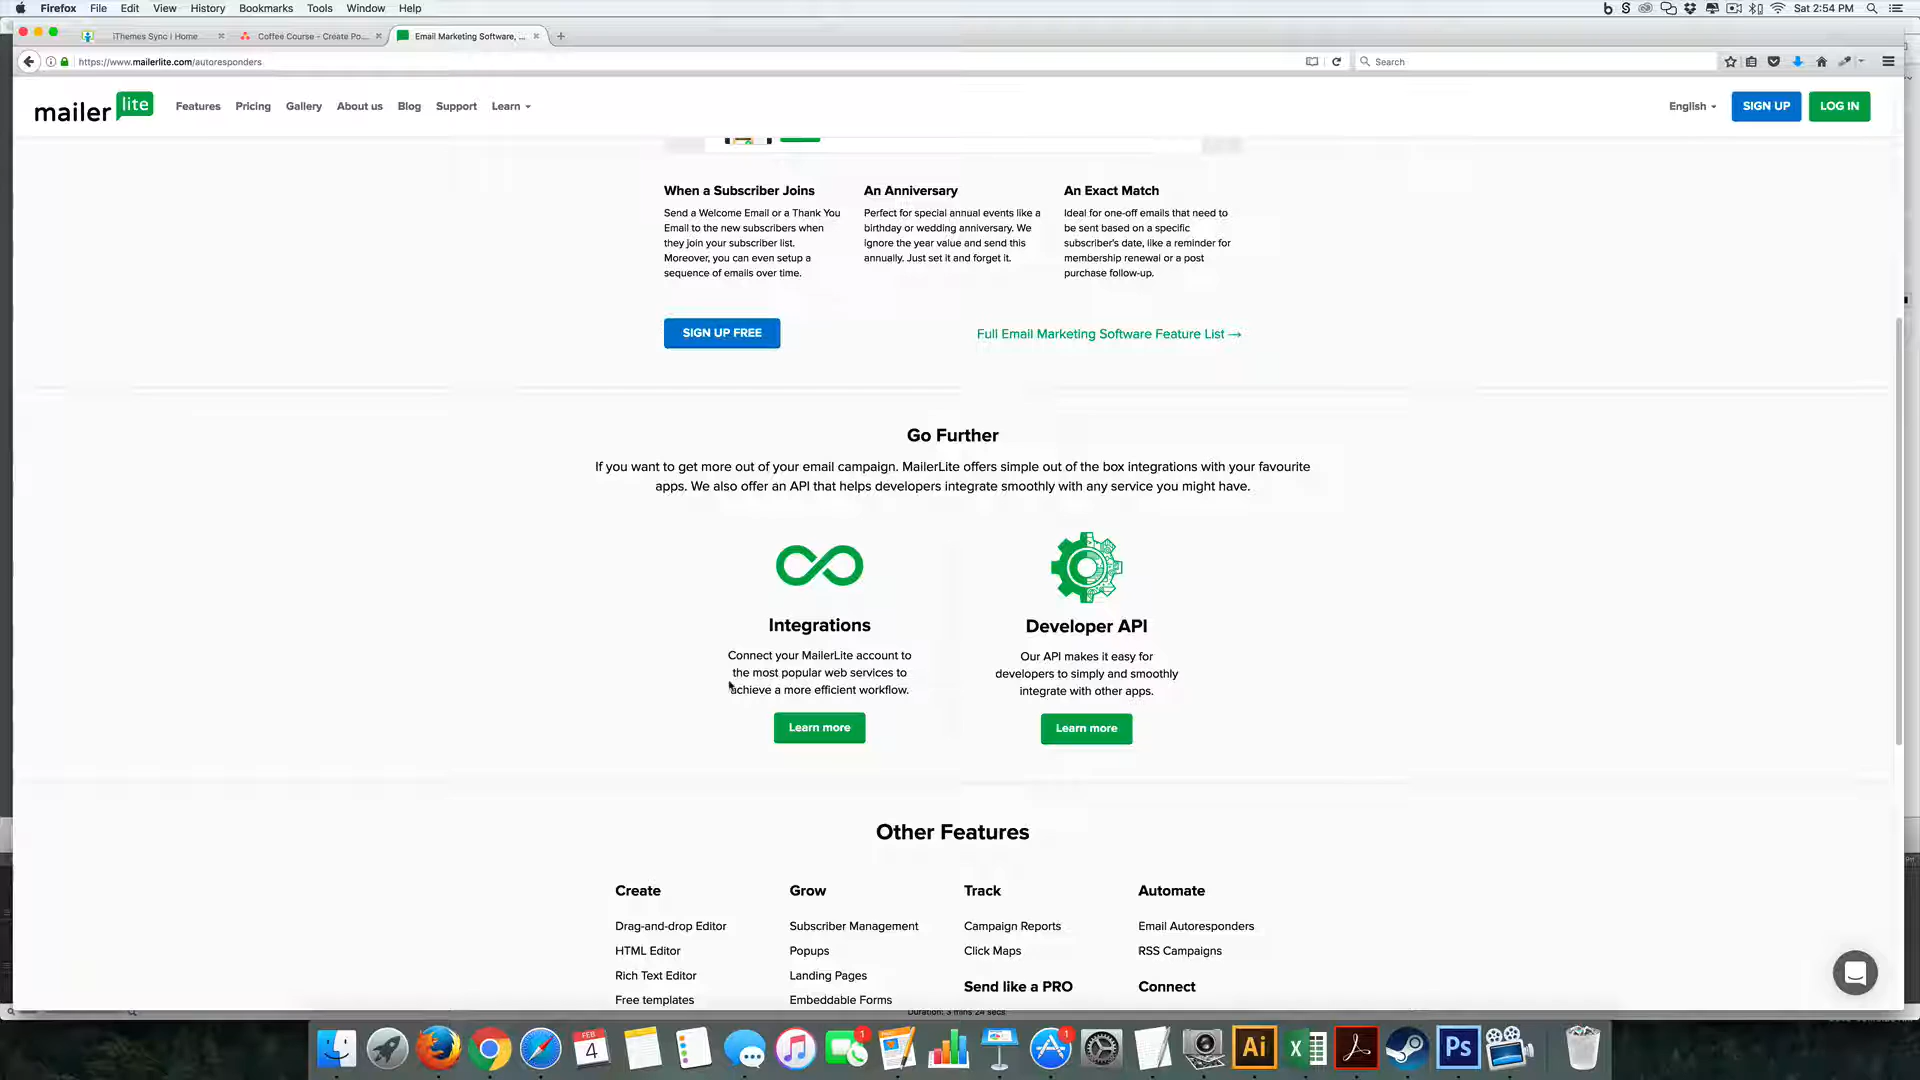 Firefox File Edit View History Bookmarks Tools Window Help
Sat 2:54 PM
iThemes Sync | Home
Coffee Course - Create Po...
Email Marketing Software, ...
https://www.mailerlite.com/autoresponders
Search
mailer lite
Features Pricing Gallery About us Blog Support Learn
English SIGN UP LOG IN
When a Subscriber Joins
Send a Welcome Email or a Thank You
Email to the new subscribers when
they join your subscriber list.
Moreover, you can even setup a
sequence of emails over time.
An Anniversary
Perfect for special annual events like a
birthday or wedding anniversary. We
ignore the year value and send this
annually. Just set it and forget it.
An Exact Match
Ideal for one-off emails that need to
be sent based on a specific
subscriber's date, like a reminder for
membership renewal or a post
purchase follow-up.
SIGN UP FREE
Full Email Marketing Software Feature List →
Go Further
If you want to get more out of your email campaign. MailerLite offers simple out of the box integrations with your favourite
apps. We also offer an API that helps developers integrate smoothly with any service you might have.
Integrations
Connect your MailerLite account to
the most popular web services to
achieve a more efficient workflow.
Learn more
Developer API
Our API makes it easy for
developers to simply and smoothly
integrate with other apps.
Learn more
Other Features
Create
Drag-and-drop Editor
HTML Editor
Rich Text Editor
Free templates
Grow
Subscriber Management
Popups
Landing Pages
Embeddable Forms
Track
Campaign Reports
Click Maps
Send like a PRO
Automate
Email Autoresponders
RSS Campaigns
Connect
Duration: 3 mins 24 secs
FEB
4
1
1
Ai
Ps